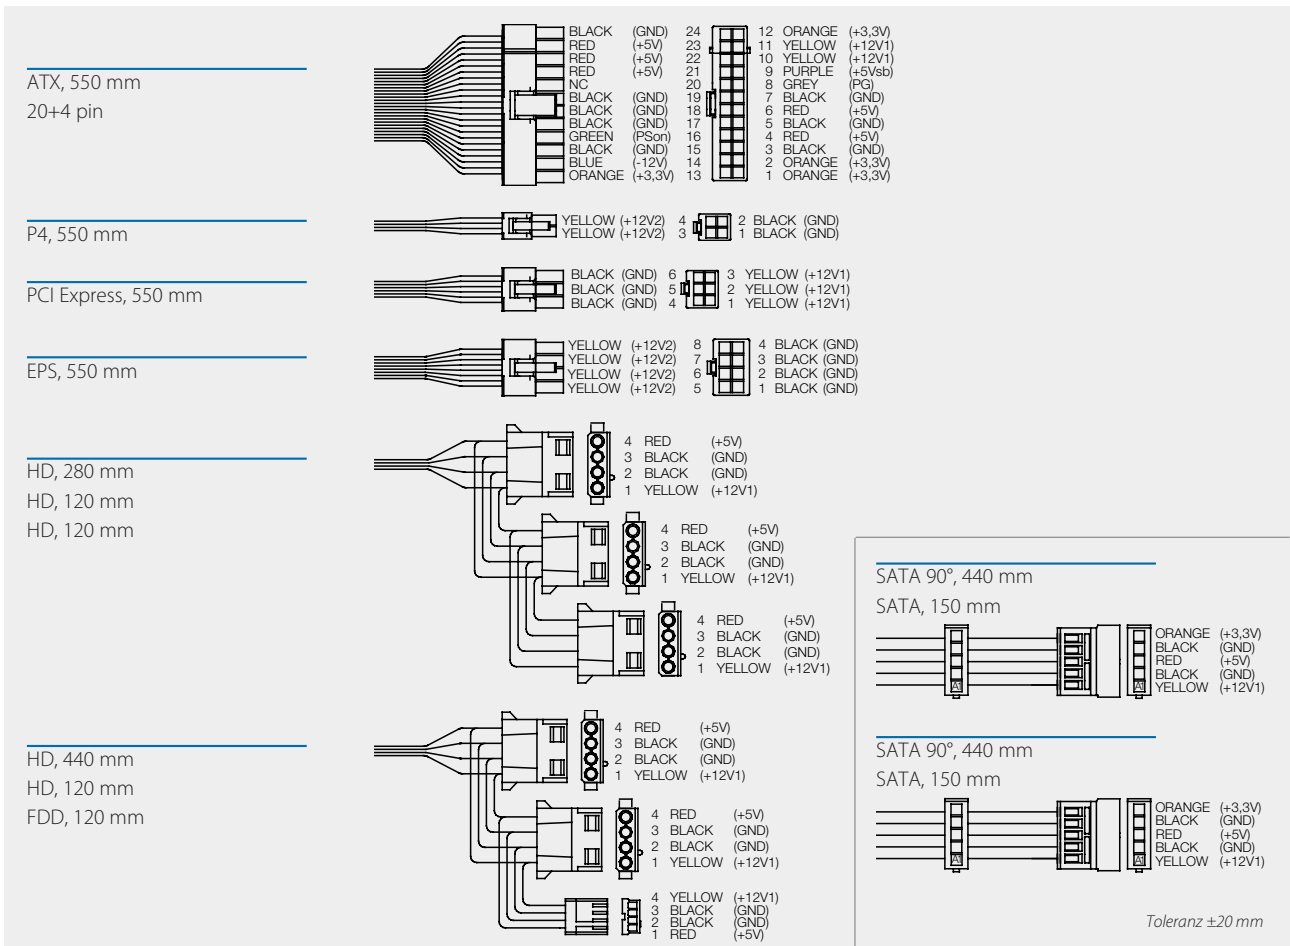 ATX, 550 mm
20+4 pin
BLACK (GND) 24 12 ORANGE (+3,3V)
RED (+5V) 23 11 YELLOW (+12V1)
RED (+5V) 22 10 YELLOW (+12V1)
RED (+5V) 21 9 PURPLE (+5Vsb)
NC 20 8 GREY (PG)
BLACK (GND) 19 7 BLACK (GND)
BLACK (GND) 18 6 RED (+5V)
BLACK (GND) 17 5 BLACK (GND)
GREEN (PSon) 16 4 RED (+5V)
BLACK (GND) 15 3 BLACK (GND)
BLUE (-12V) 14 2 ORANGE (+3,3V)
ORANGE (+3,3V) 13 1 ORANGE (+3,3V)
P4, 550 mm
YELLOW (+12V2) 4 2 BLACK (GND)
YELLOW (+12V2) 3 1 BLACK (GND)
PCI Express, 550 mm
BLACK (GND) 6 3 YELLOW (+12V1)
BLACK (GND) 5 2 YELLOW (+12V1)
BLACK (GND) 4 1 YELLOW (+12V1)
EPS, 550 mm
YELLOW (+12V2) 8 4 BLACK (GND)
YELLOW (+12V2) 7 3 BLACK (GND)
YELLOW (+12V2) 6 2 BLACK (GND)
YELLOW (+12V2) 5 1 BLACK (GND)
HD, 280 mm
HD, 120 mm
HD, 120 mm
4 RED (+5V)
3 BLACK (GND)
2 BLACK (GND)
1 YELLOW (+12V1)
4 RED (+5V)
3 BLACK (GND)
2 BLACK (GND)
1 YELLOW (+12V1)
4 RED (+5V)
3 BLACK (GND)
2 BLACK (GND)
1 YELLOW (+12V1)
HD, 440 mm
HD, 120 mm
FDD, 120 mm
4 RED (+5V)
3 BLACK (GND)
2 BLACK (GND)
1 YELLOW (+12V1)
4 RED (+5V)
3 BLACK (GND)
2 BLACK (GND)
1 YELLOW (+12V1)
4 YELLOW (+12V1)
3 BLACK (GND)
2 BLACK (GND)
1 RED (+5V)
SATA 90°, 440 mm
SATA, 150 mm
ORANGE (+3,3V)
BLACK (GND)
RED (+5V)
BLACK (GND)
A1 A1 YELLOW (+12V1)
SATA 90°, 440 mm
SATA, 150 mm
ORANGE (+3,3V)
BLACK (GND)
RED (+5V)
BLACK (GND)
A1 A1 YELLOW (+12V1)
Toleranz ±20 mm